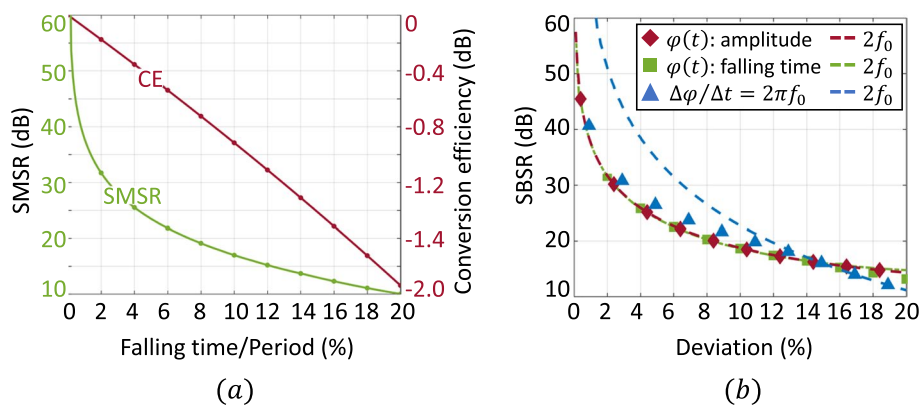 60
50
40
30
20
10
SMSR (dB)
CE
SMSR
0
-0.4
-0.8
-1.2
-1.4
-2.0
Conversion efficiency (dB)
0 2 4 6 8 10 12 14 16 18 20
Falling time/Period (%)
(a)
60
50
40
30
20
10
SBSR (dB)
φ(t): amplitude 2f₀
φ(t): falling time 2f₀
Δφ/Δt = 2πf₀ 2f₀
0 2 4 6 8 10 12 14 16 18 20
Deviation (%)
(b)